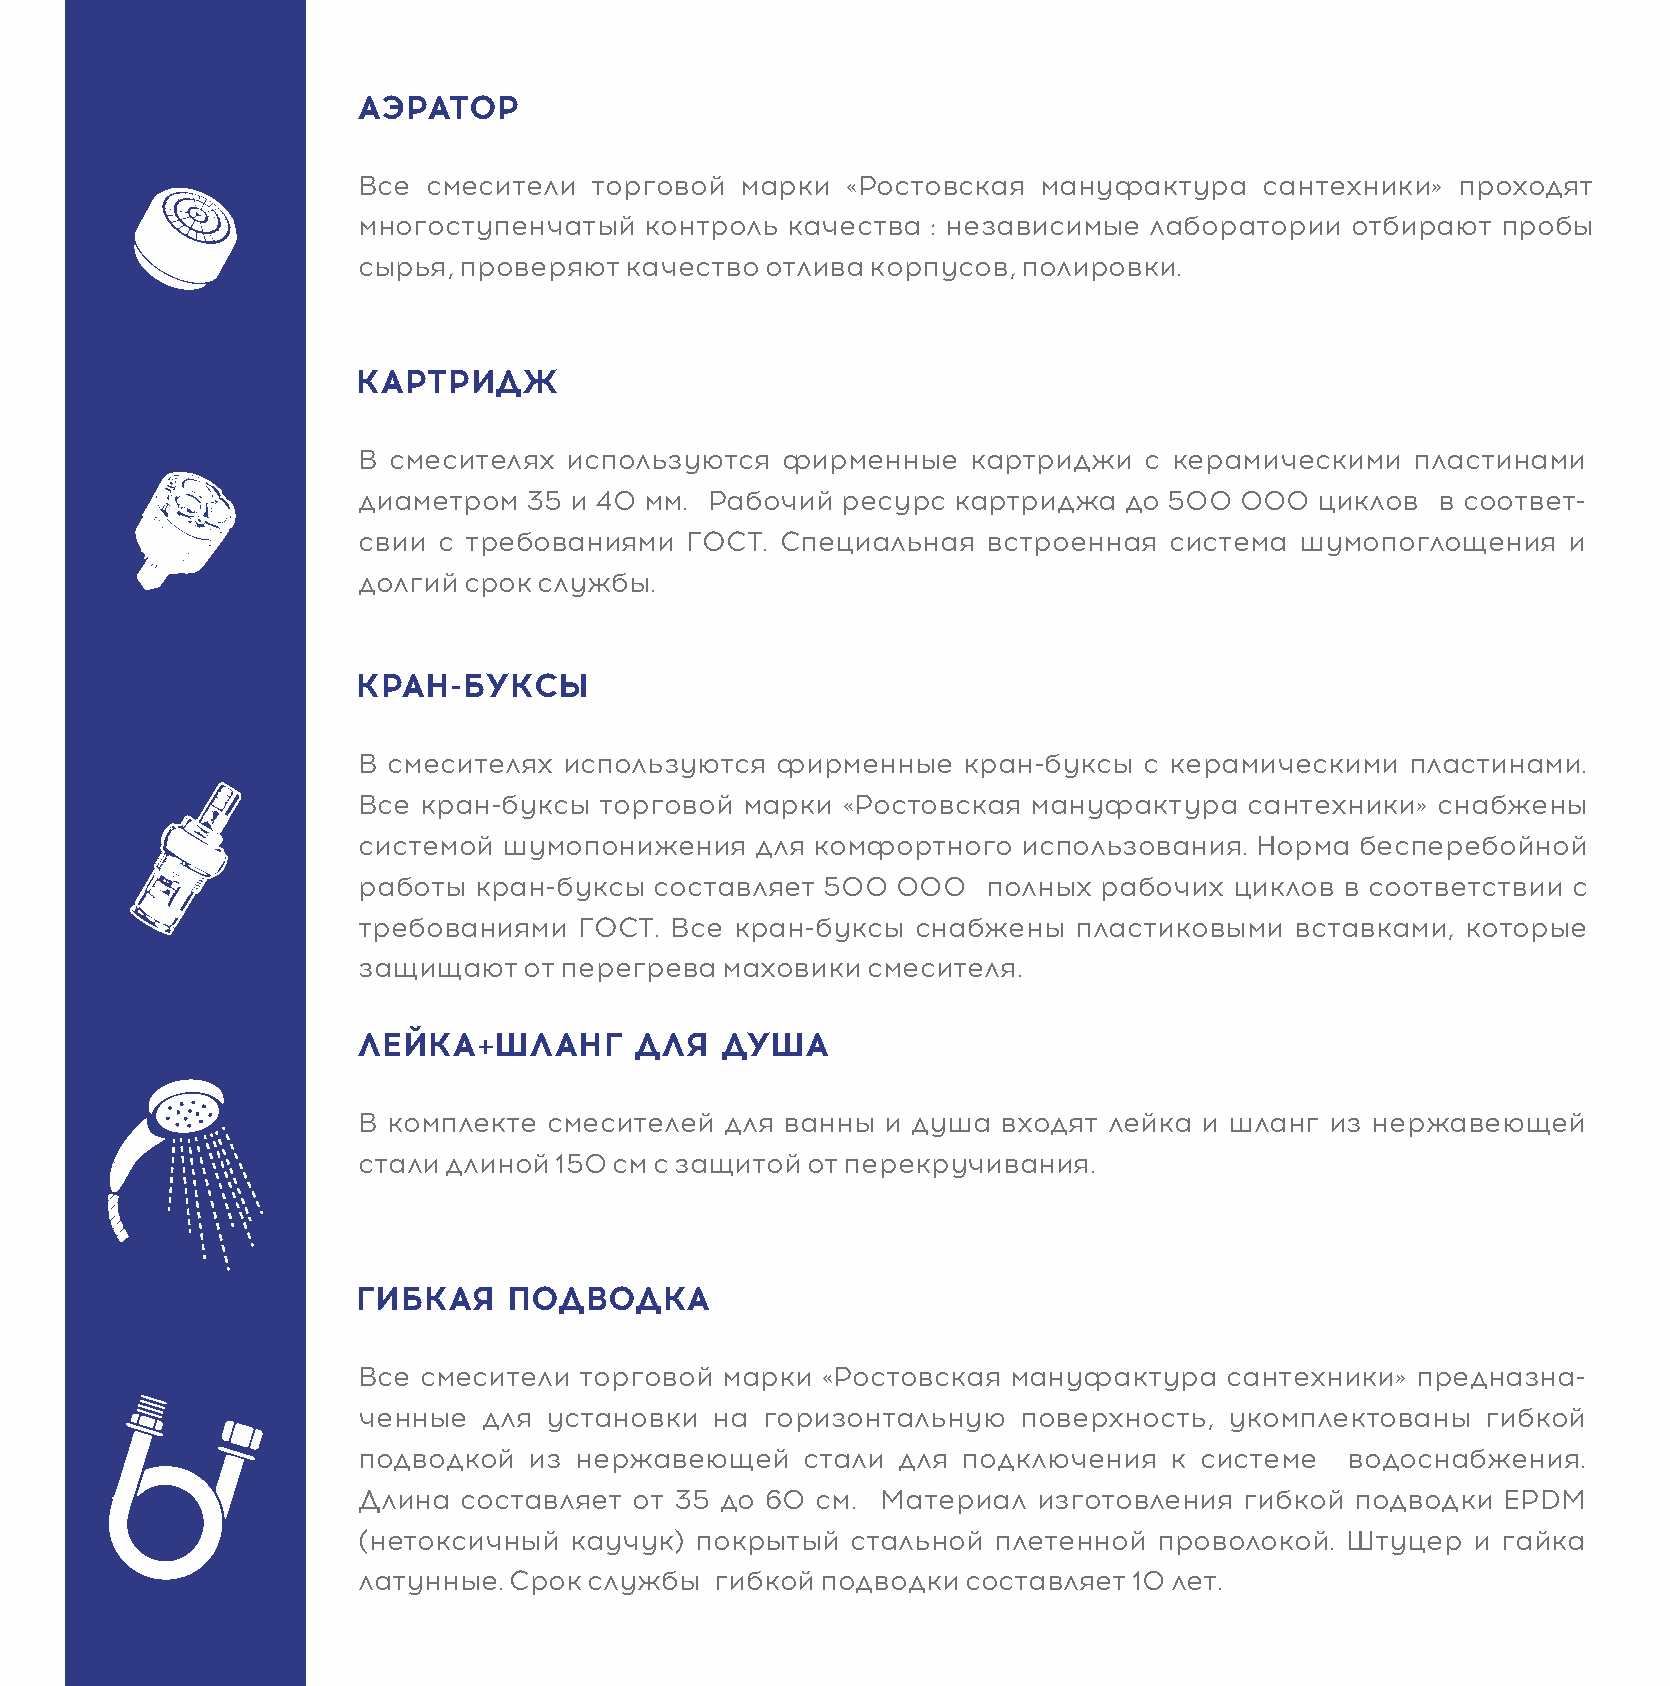 АЭРАТОР
Все смесители торговой марки «Ростовская мануфактура сантехники» проходят
многоступенчатый контроль качества : независимые лаборатории отбирают пробы
сырья, проверяют качество отлива корпусов, полировки.
КАРТРИДЖ
В смесителях используются фирменные картриджи с керамическими пластинами
диаметром 35 и 40 мм. Рабочий ресурс картриджа до 500 000 циклов в соответ-
свии с требованиями ГОСТ. Специальная встроенная система шумопоглощения и
долгий срок службы.
КРАН-БУКСЫ
В смесителях используются фирменные кран-буксы с керамическими пластинами.
Все кран-буксы торговой марки «Ростовская мануфактура сантехники» снабжены
системой шумопонижения для комфортного использования. Норма бесперебойной
работы кран-буксы составляет 500 000 полных рабочих циклов в соответствии с
требованиями ГОСТ. Все кран-буксы снабжены пластиковыми вставками, которые
защищают от перегрева маховики смесителя.
ЛЕЙКА+ШЛАНГ ДЛЯ ДУША
В комплекте смесителей для ванны и душа входят лейка и шланг из нержавеющей
стали длиной 150 см с защитой от перекручивания.
ГИБКАЯ ПОДВОДКА
Все смесители торговой марки «Ростовская мануфактура сантехники» предназна-
ченные для установки на горизонтальную поверхность, укомплектованы гибкой
подводкой из нержавеющей стали для подключения к системе водоснабжения.
Длина составляет от 35 до 60 см. Материал изготовления гибкой подводки EPDM
(нетоксичный каучук) покрытый стальной плетенной проволокой. Штуцер и гайка
латунные. Срок службы гибкой подводки составляет 10 лет.